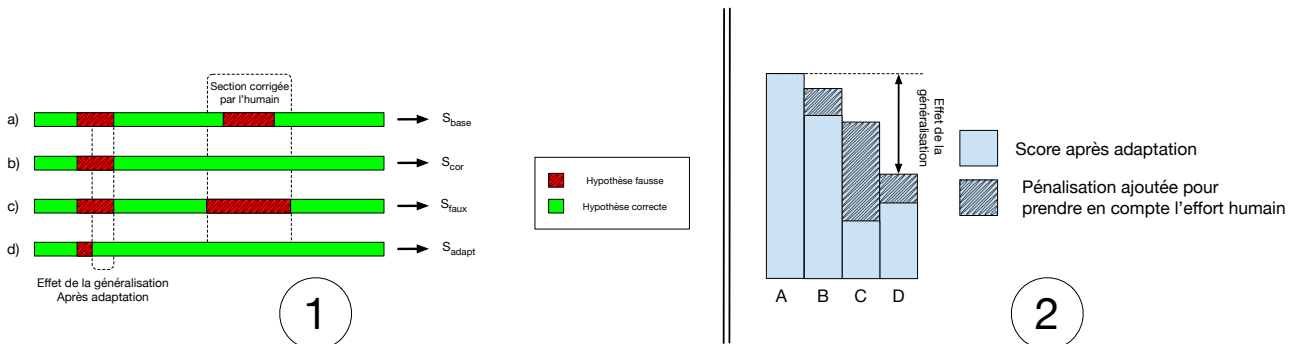 Section corrigée
par l'humain
a)
S_base
b)
S_cor
c)
S_faux
d)
S_adapt
Effet de la généralisation
Après adaptation
Hypothèse fausse
Hypothèse correcte
1
Effet de la
généralisation
A B C D
Score après adaptation
Pénalisation ajoutée pour
prendre en compte l'effort humain
2